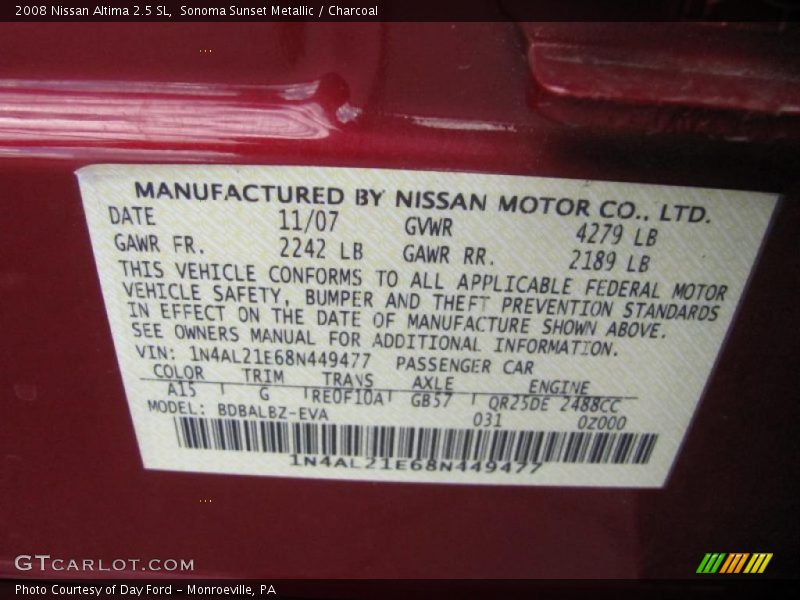 2008 Nissan Altima 2.5 SL,  Sonoma Sunset Metallic / Charcoal
MANUFACTURED BY NISSAN MOTOR CO., LTD.
DATE 11/07 GVWR 4279 LB
GAWR FR. 2242 LB GAWR RR. 2189 LB
THIS VEHICLE CONFORMS TO ALL APPLICABLE FEDERAL MOTOR
VEHICLE SAFETY, BUMPER AND THEFT PREVENTION STANDARDS
IN EFFECT ON THE DATE OF MANUFACTURE SHOWN ABOVE.
SEE OWNERS MANUAL FOR ADDITIONAL INFORMATION.
VIN: 1N4AL21E68N449477 PASSENGER CAR
COLOR TRIM TRANS AXLE ENGINE
A15 G RE0F10A GB57 QR25DE 2488CC
MODEL: BDBALBZ-EVA 031 0Z000
1N4AL21E68N449477
GTCARLOT.COM
Photo Courtesy of Day Ford - Monroeville, PA